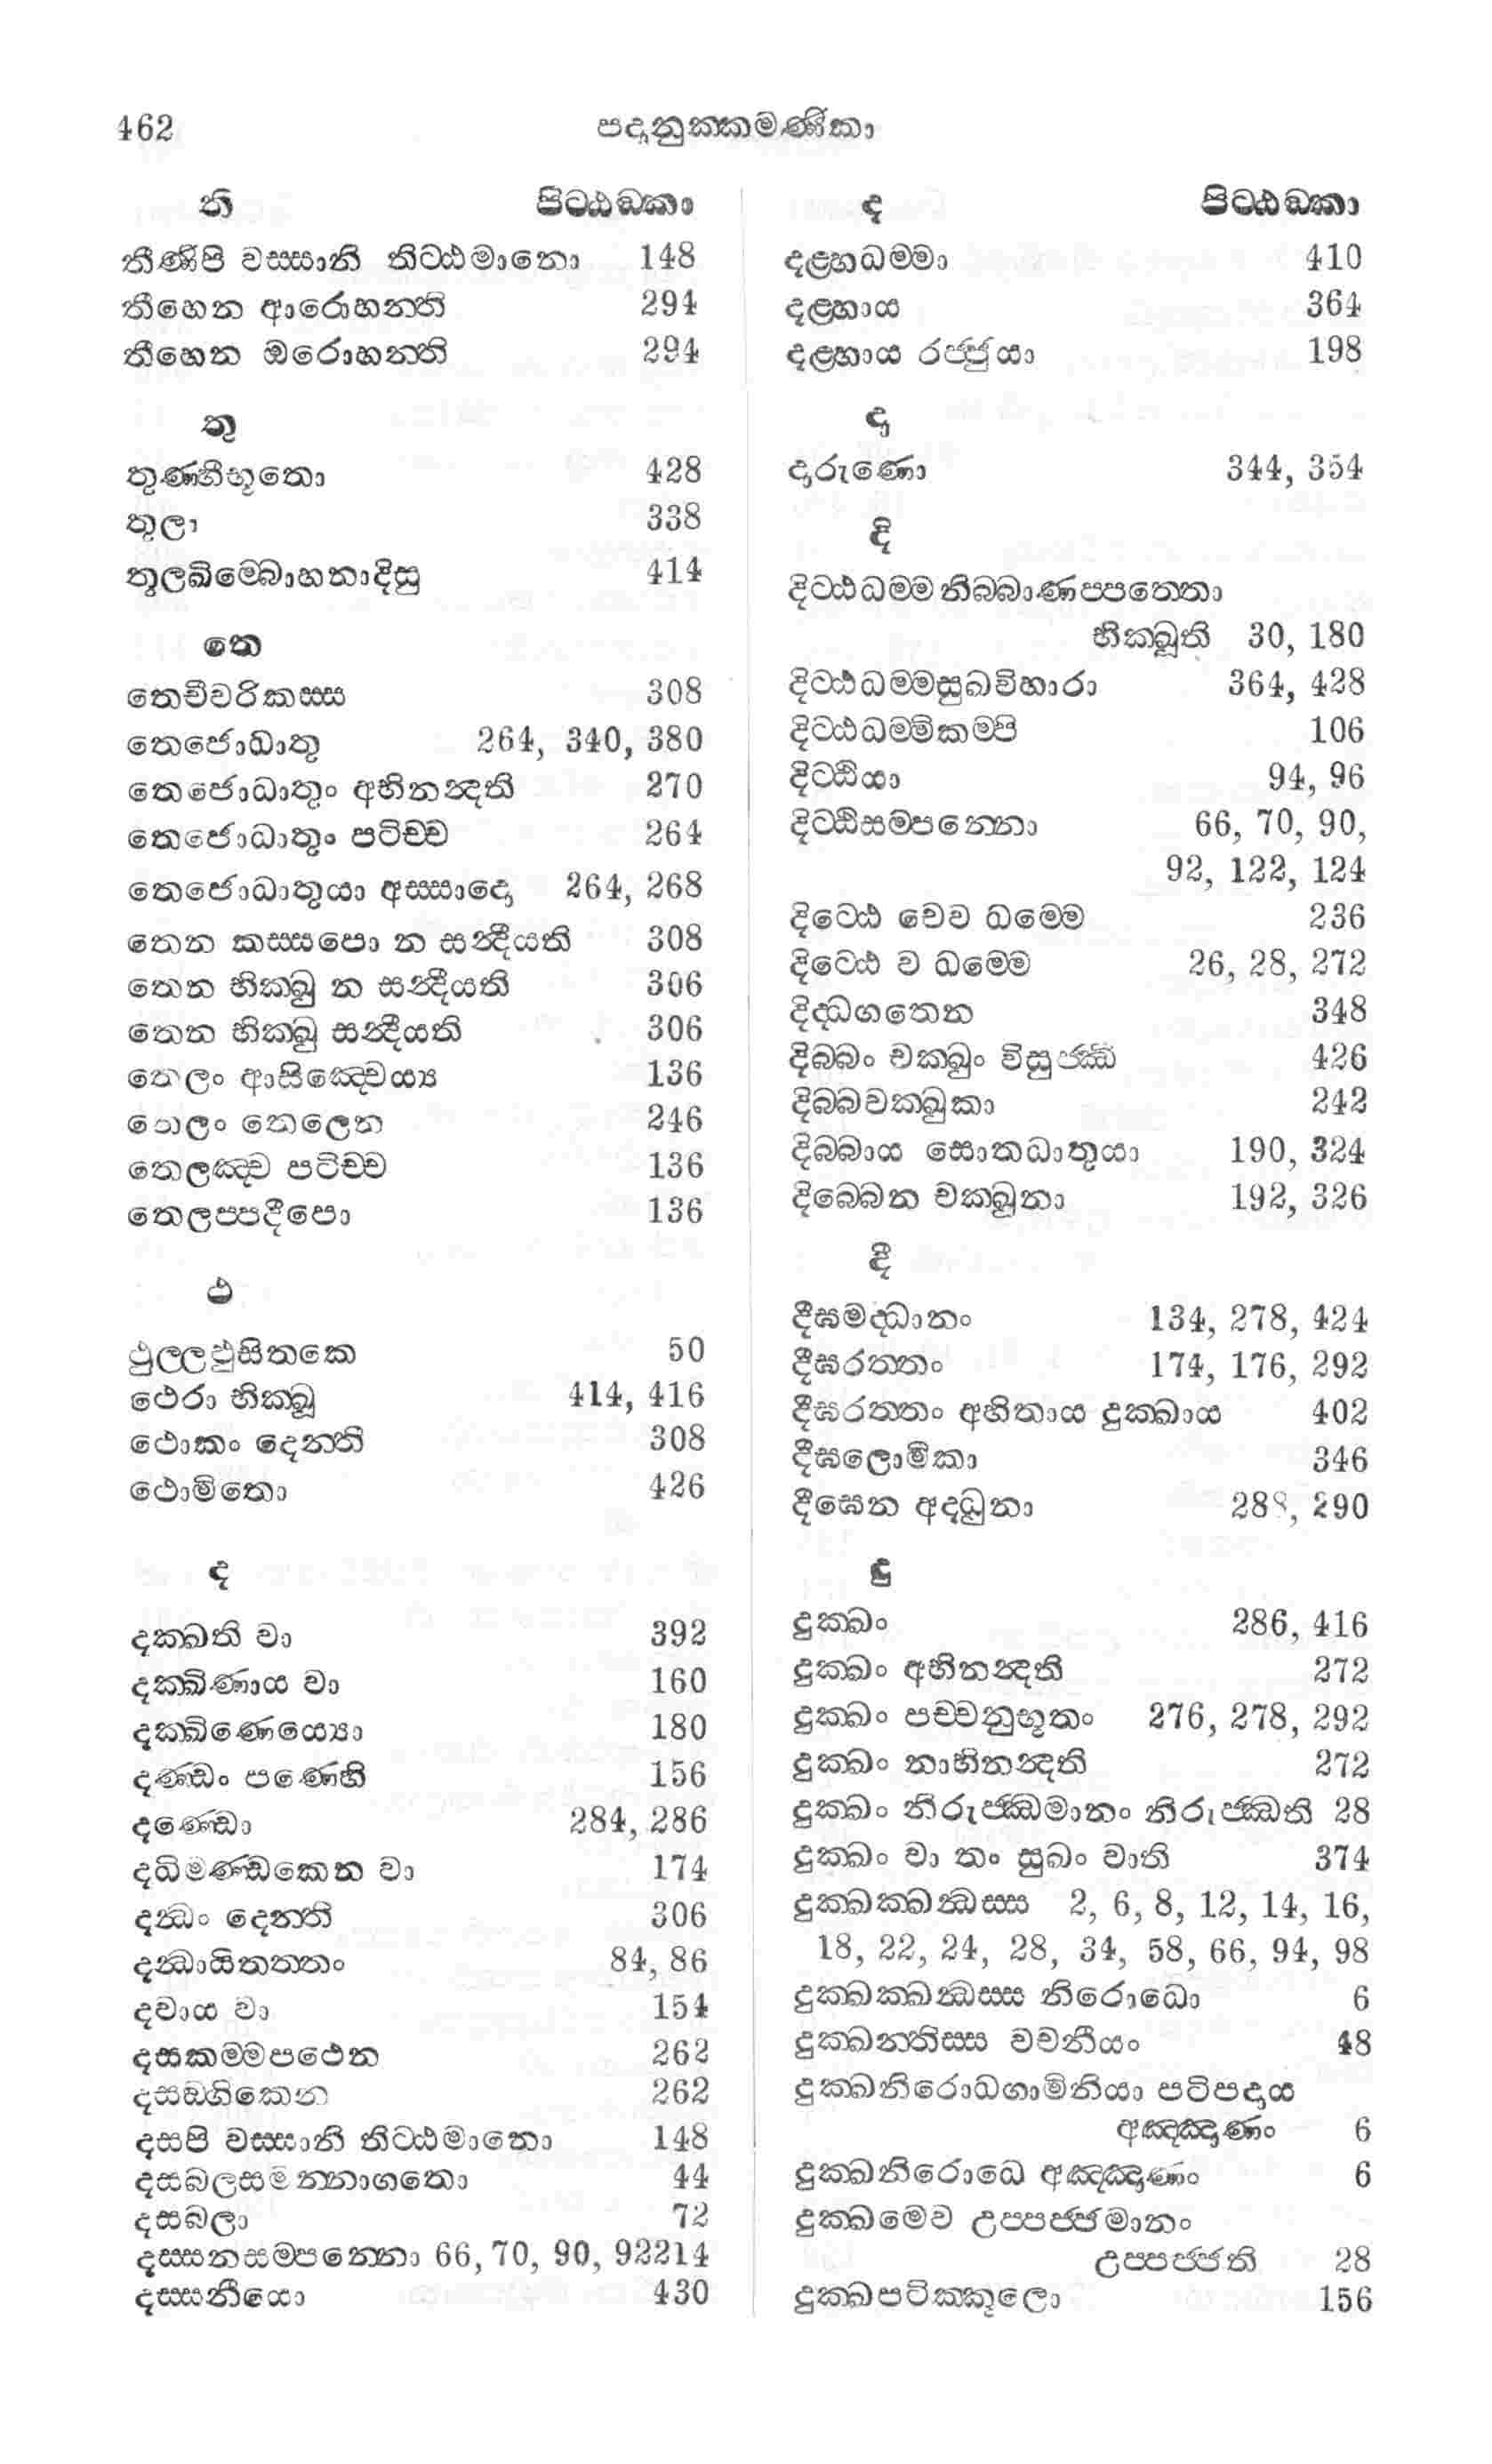 462
පදානුක්කමණිකා
ති පිට්ඨඞ්කා
තීණිපි වස්සානි නිට්ඨමානො 148
තීහෙන ආරොහන්ති 294
තීහෙන ඔරොහන්ති 294
තු
තුණ්හීභූතො 428
තුලා 338
තූලබිම්බොහනාදිසු 414
තෙ
තෙචීවරිකස්ස 308
තෙජොධාතු 264, 340, 380
තෙජොධාතුං අභිනන්දති 270
තෙජොධාතුං පටිච්ච 264
තෙජොධාතුයා අස්සාදො 264, 268
තෙන කස්සපො න සන්දීයති 308
තෙන භික්ඛු න සන්දීයති 306
තෙන භික්ඛු සන්දීයති 306
තෙලං ආසිඤ්චෙය්‍ය 136
තෙලං තෙලෙන 246
තෙලඤ්ච පටිච්ච 136
තෙලප්පදීපො 136
ථ
ථුල්ලඵුසිතකෙ 50
ථෙරා භික්ඛූ 414, 416
ථොකං දෙන්ති 308
ථොමිතො 426
ද
දක්ඛති වා 392
දක්ඛිණාය වා 160
දක්ඛිණෙය්‍යො 180
දණ්ඩං පණෙහි 156
දණ්ඩො 284, 286
දධිමණ්ඩකෙන වා 174
දන්ධං දෙන්ති 306
දන්ධායිතත්තං 84, 86
දවාය වා 154
දසකම්මපථෙන 262
දසඞ්ගිකෙන 262
දසපි වස්සානි නිට්ඨමානො 148
දසබලසමන්නාගතො 44
දසබලා 72
දස්සනසම්පන්නො 66, 70, 90, 92214
දස්සනීයො 430
ද පිට්ඨඞ්කා
දළ්හධම්මා 410
දළ්හාය 364
දළ්හාය රජ්ජුයා 198
දා
දාරුණො 344, 354
දි
දිට්ඨධම්මනිබ්බාණප්පත්තො
භික්ඛූති 30, 180
දිට්ඨධම්මසුඛවිහාරා 364, 428
දිට්ඨධම්මිකම්පි 106
දිට්ඨියා 94, 96
දිට්ඨිසම්පන්නො 66, 70, 90,
92, 122, 124
දිට්ඨෙ චෙව ධම්මෙ 236
දිට්ඨෙ ව ධම්මෙ 26, 28, 272
දිද්ධගතෙන 348
දිබ්බං චක්ඛුං විසුජ්ඣි 426
දිබ්බචක්ඛුකා 242
දිබ්බාය සොතධාතුයා 190, 324
දිබ්බෙන චක්ඛුනා 192, 326
දී
දීඝමද්ධානං 134, 278, 424
දීඝරත්තං 174, 176, 292
දීඝරත්තං අහිතාය දුක්ඛාය 402
දීඝලොමිකා 346
දීඝෙන අද්ධුනා 288, 290
දු
දුක්ඛං 286, 416
දුක්ඛං අභිනන්දති 272
දුක්ඛං පච්චනුභූතං 276, 278, 292
දුක්ඛං නාභිනන්දති 272
දුක්ඛං නිරුජ්ඣමානං නිරුජ්ඣති 28
දුක්ඛං වා තං සුඛං වාති 374
දුක්ඛක්ඛන්ධස්ස 2, 6, 8, 12, 14, 16,
18, 22, 24, 28, 34, 58, 66, 94, 98
දුක්ඛක්ඛන්ධස්ස නිරොධො 6
දුක්ඛන්තිස්ස වචනීයං 48
දුක්ඛනිරොධගාමිනියා පටිපදාය
අඤ්ඤාණං 6
දුක්ඛනිරොධෙ අඤ්ඤාණං 6
දුක්ඛමෙව උප්පජ්ජමානං
උප්පජ්ජති 28
දුක්ඛපටික්කූලො 156